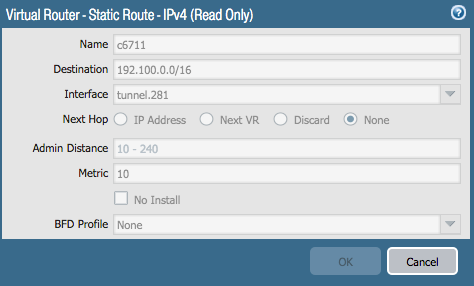 Virtual Router - Static Route - IPv4 (Read Only)
Name c6711
Destination 192.100.0.0/16
Interface tunnel.281
Next Hop IP Address Next VR Discard None
Admin Distance 10 - 240
Metric 10
No Install
BFD Profile None
OK Cancel